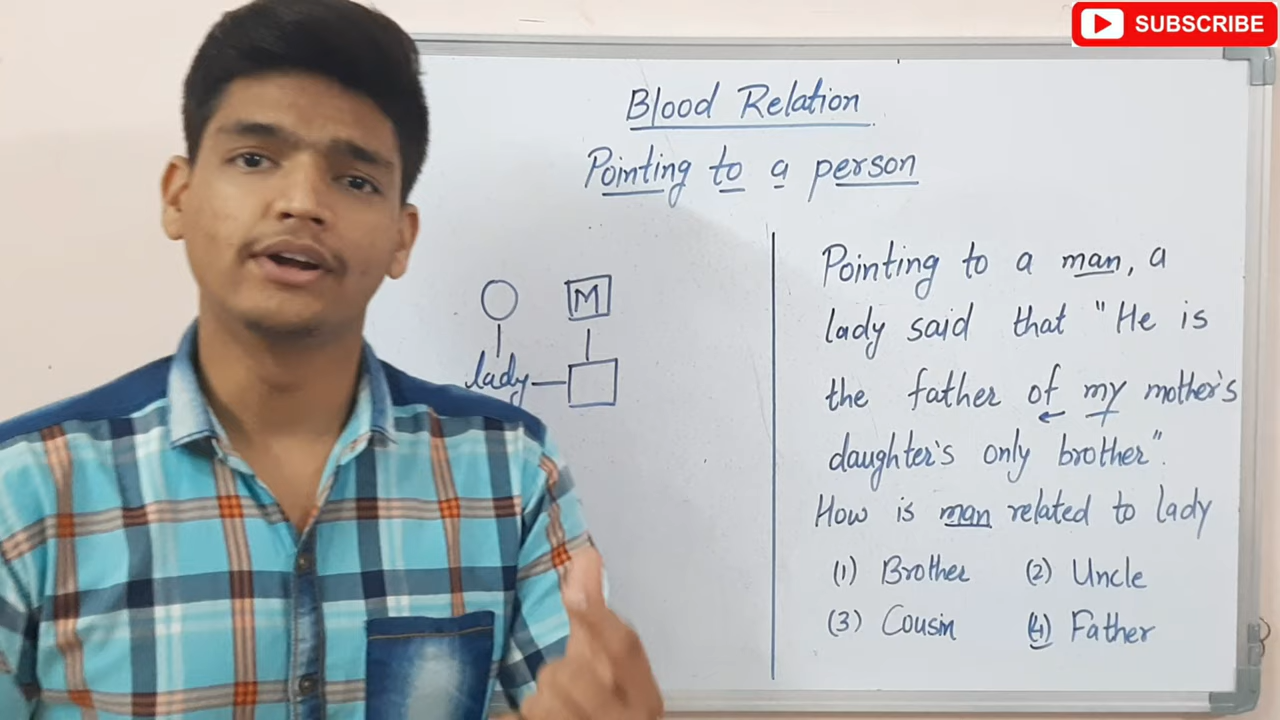 SUBSCRIBE
Blood Relation
Pointing to a person
M
lady
Pointing to a man, a
lady said that "He is
the father of my mother's
daughter's only brother".
How is man related to lady
(1) Brother (2) Uncle
(3) Cousin (4) Father